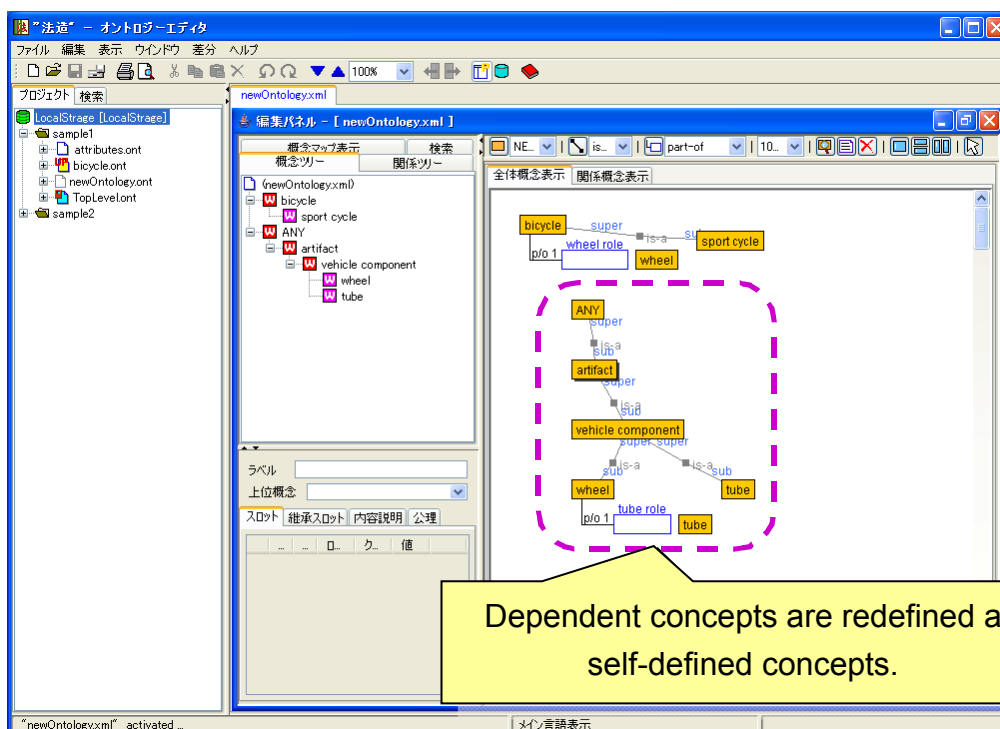 "法造" － オントロジーエディタ
ファイル 編集 表示 ウインドウ 差分 ヘルプ
100%
プロジェクト 検索
newOntology.xml
LocalStrage [LocalStrage]
sample1
attributes.ont
bicycle.ont
newOntology.ont
TopLevel.ont
sample2
編集パネル - [ newOntology.xml ]
概念マップ表示 検索
概念ツリー 関係ツリー
(newOntology.xml)
bicycle
sport cycle
ANY
artifact
vehicle component
wheel
tube
ラベル
上位概念
スロット 継承スロット 内容説明 公理
... ... ロ... ク... 値
NE... is... part-of 10...
全体概念表示 関係概念表示
bicycle super is-a sport cycle
p/o 1 wheel role wheel
ANY
super
is-a
sub
artifact
super
is-a
sub
vehicle component
super super
is-a is-a
sub sub
wheel tube
p/o 1 tube role tube
Dependent concepts are redefined a
self-defined concepts.
"newOntology.xml" activated ...
メイン言語表示